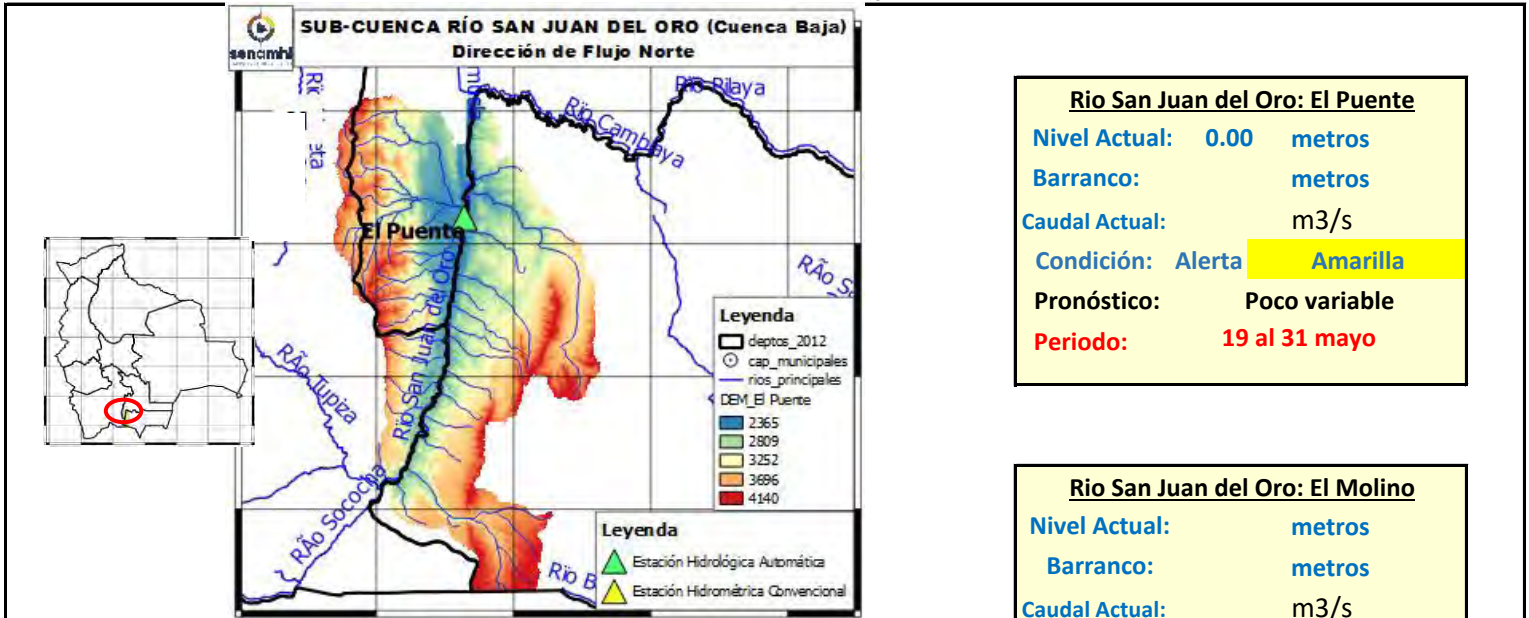 senamhi
SUB-CUENCA RÍO SAN JUAN DEL ORO (Cuenca Baja)
Dirección de Flujo Norte
Río Pilaya
Río Camblaya
El Puente
Río San Juan del Oro
RÃo S
RÃo Tupiza
RÃo Sococha
Río B
Leyenda
deptos_2012
cap_municipales
rios_principales
DEM_El Puente
2365
2809
3252
3696
4140
Leyenda
Estación Hidrológica Automática
Estación Hidrométrica Convencional
Rio San Juan del Oro: El Puente
Nivel Actual: 0.00 metros
Barranco: metros
Caudal Actual: m3/s
Condición: Alerta Amarilla
Pronóstico: Poco variable
Periodo: 19 al 31 mayo
Rio San Juan del Oro: El Molino
Nivel Actual: metros
Barranco: metros
Caudal Actual: m3/s